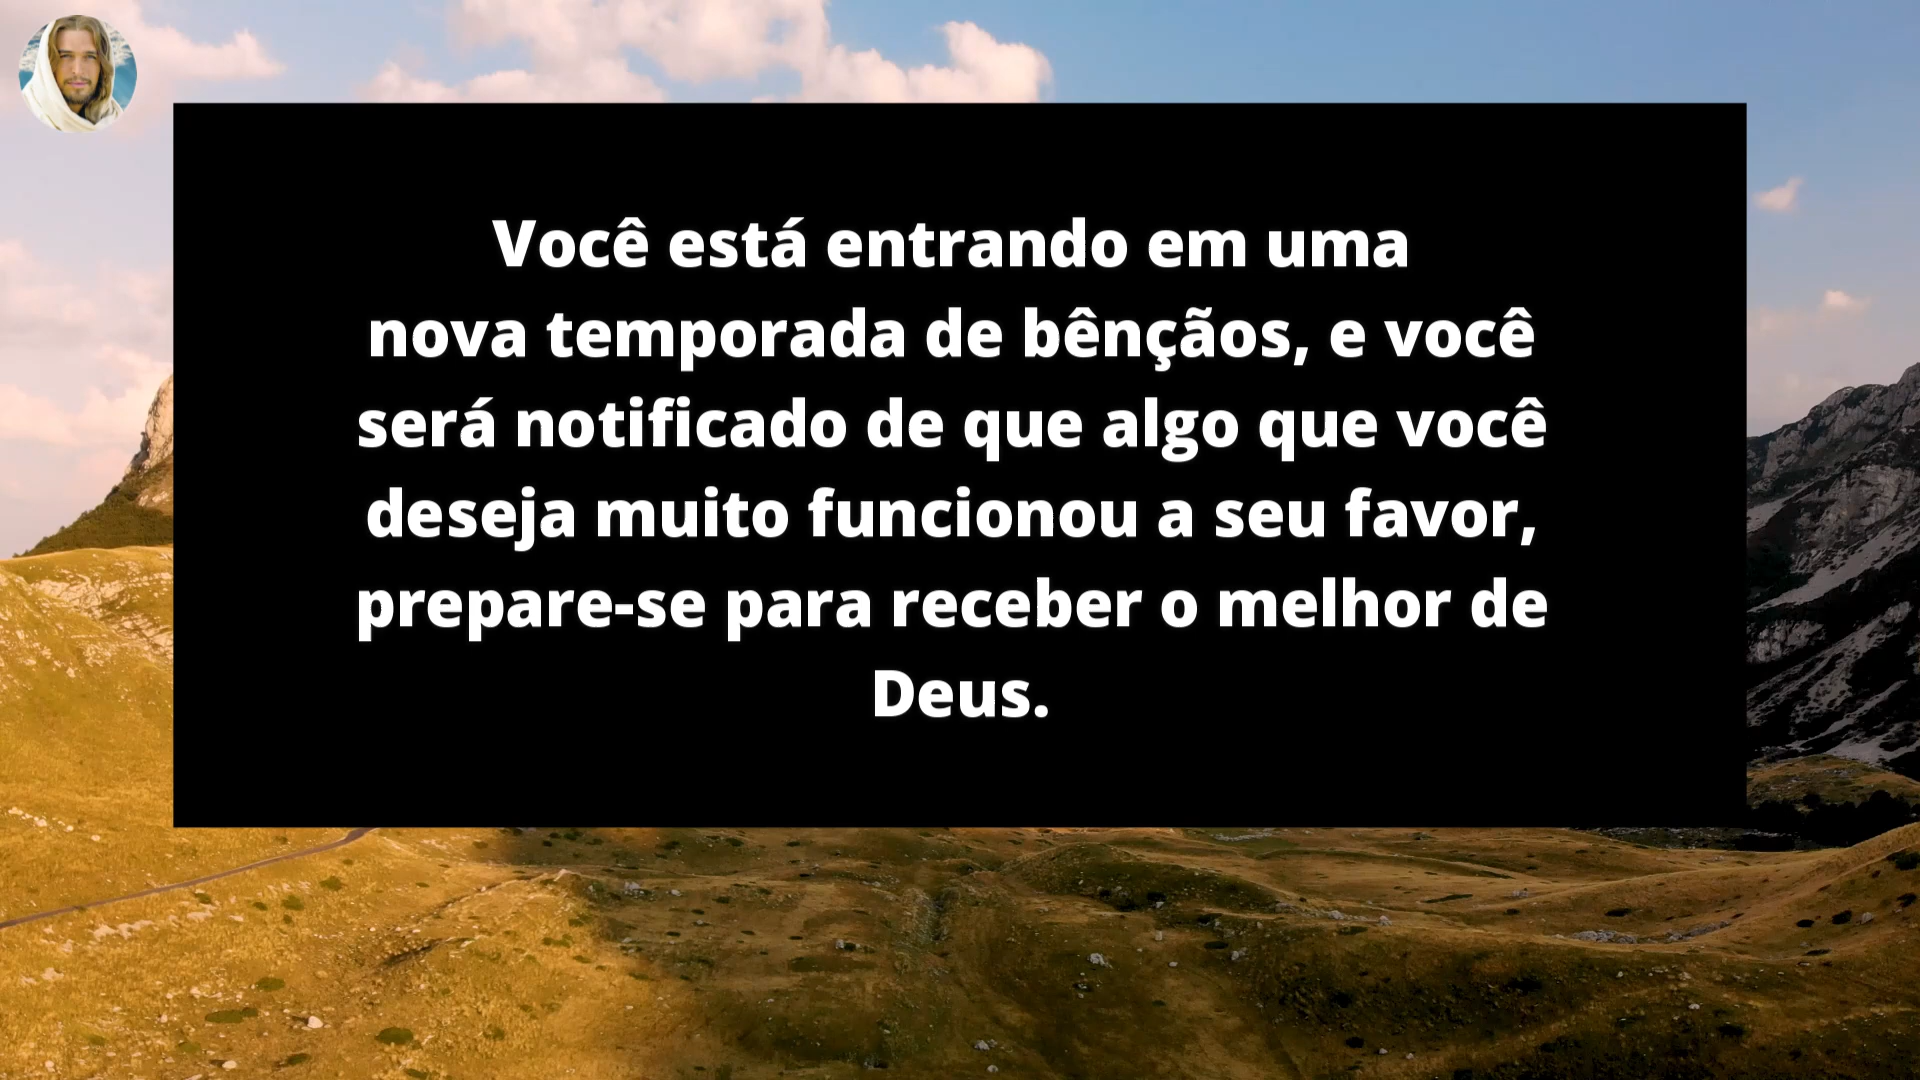 Você está entrando em uma
nova temporada de bênçãos, e você
será notificado de que algo que você
deseja muito funcionou a seu favor,
prepare-se para receber o melhor de
Deus.